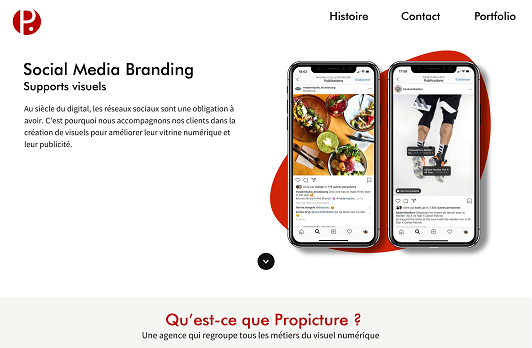 P.
Histoire
Contact
Portfolio
Social Media Branding
Supports visuels
Au siècle du digital, les réseaux sociaux sont une obligation à
avoir. C'est pourquoi nous accompagnons nos clients dans la
création de visuels pour améliorer leur vitrine numérique et
leur publicité.
Publications
Publications
Qu'est-ce que Propicture ?
Une agence qui regroupe tous les métiers du visuel numérique